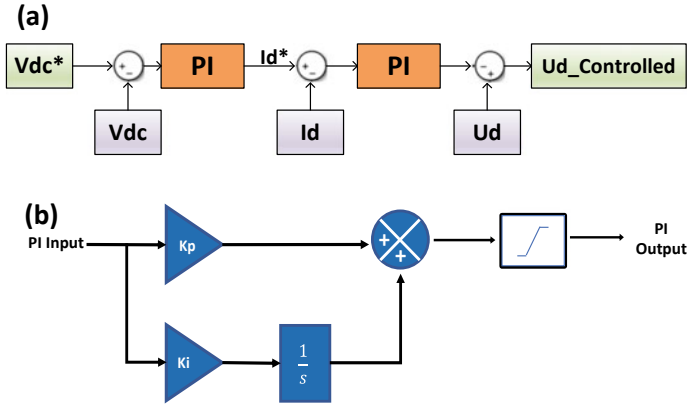 (a)
Vdc*
PI
Id*
PI
Ud_Controlled
Vdc
Id
Ud
(b)
PI Input
Kp
PI
Output
Ki
1
s